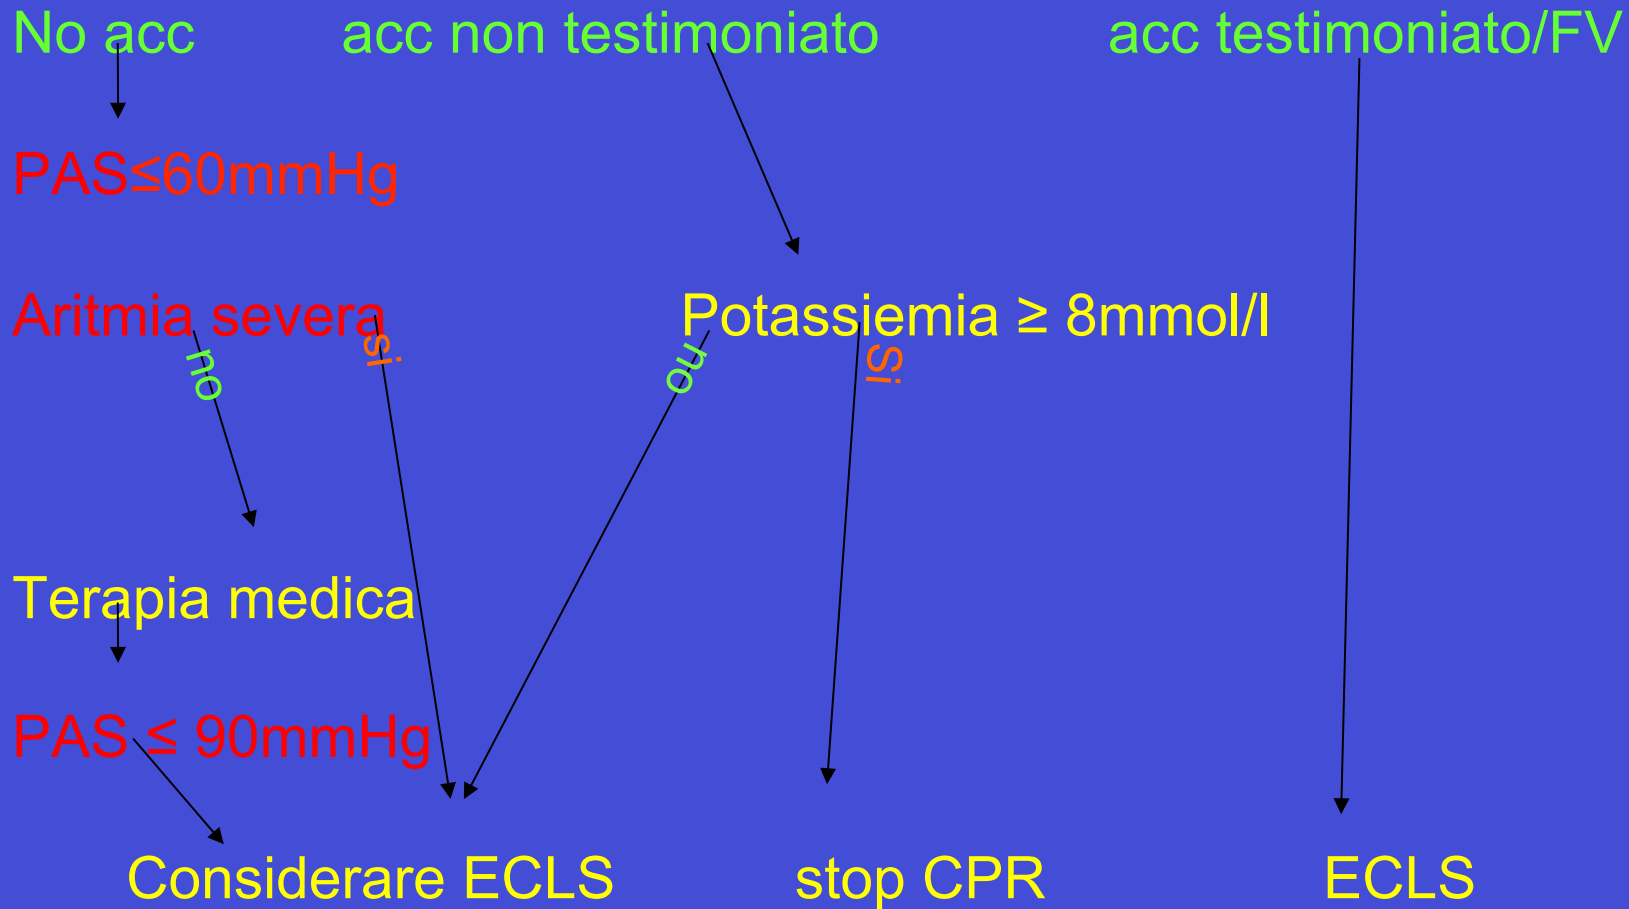 No acc acc non testimoniato acc testimoniato/FV
PAS≤60mmHg
Aritmia severa Potassiemia ≥ 8mmol/l
no si no Si
Terapia medica
PAS ≤ 90mmHg
Considerare ECLS stop CPR ECLS